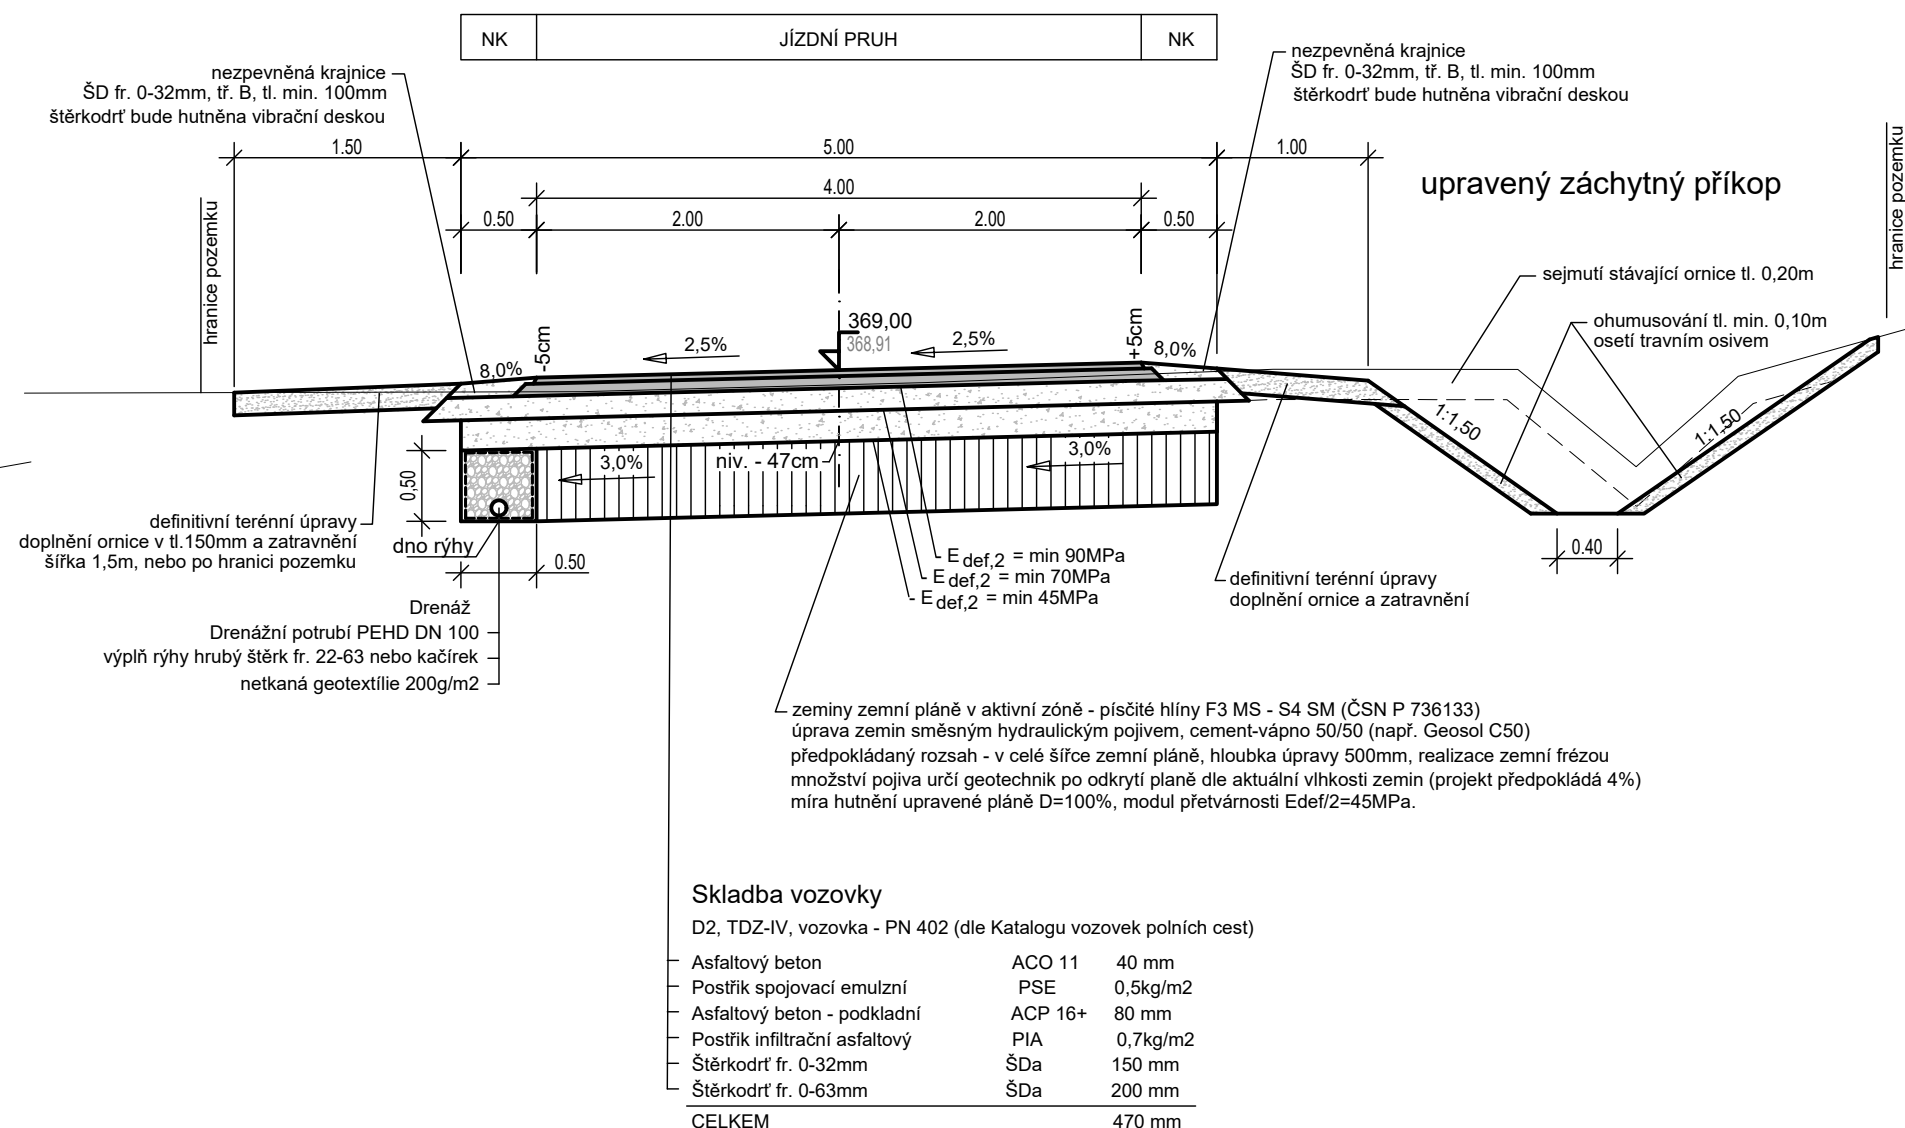 NK JÍZDNÍ PRUH NK
nezpevněná krajnice
ŠD fr. 0-32mm, tř. B, tl. min. 100mm
štěrkodrť bude hutněna vibrační deskou
nezpevněná krajnice
ŠD fr. 0-32mm, tř. B, tl. min. 100mm
štěrkodrť bude hutněna vibrační deskou
1.50 5.00 1.00
4.00
0.50 2.00 2.00 0.50
upravený záchytný příkop
hranice pozemku
hranice pozemku
sejmutí stávající ornice tl. 0,20m
ohumusování tl. min. 0,10m
osetí travním osivem
369,00
368,91
8,0% -5cm 2,5% 2,5% +5cm 8,0%
1:1,50 1:1,50
0,50
3,0% niv. - 47cm 3,0%
definitivní terénní úpravy
doplnění ornice v tl.150mm a zatravnění
šířka 1,5m, nebo po hranici pozemku
dno rýhy
0.50
0.40
E def,2 = min 90MPa
E def,2 = min 70MPa
E def,2 = min 45MPa
definitivní terénní úpravy
doplnění ornice a zatravnění
Drenáž
Drenážní potrubí PEHD DN 100
výplň rýhy hrubý štěrk fr. 22-63 nebo kačírek
netkaná geotextílie 200g/m2
zeminy zemní pláně v aktivní zóně - písčité hlíny F3 MS - S4 SM (ČSN P 736133)
úprava zemin směsným hydraulickým pojivem, cement-vápno 50/50 (např. Geosol C50)
předpokládaný rozsah - v celé šířce zemní pláně, hloubka úpravy 500mm, realizace zemní frézou
množství pojiva určí geotechnik po odkrytí planě dle aktuální vlhkosti zemin (projekt předpokládá 4%)
míra hutnění upravené pláně D=100%, modul přetvárnosti Edef/2=45MPa.
Skladba vozovky
D2, TDZ-IV, vozovka - PN 402 (dle Katalogu vozovek polních cest)
Asfaltový beton ACO 11 40 mm
Postřik spojovací emulzní PSE 0,5kg/m2
Asfaltový beton - podkladní ACP 16+ 80 mm
Postřik infiltrační asfaltový PIA 0,7kg/m2
Štěrkodrť fr. 0-32mm ŠDa 150 mm
Štěrkodrť fr. 0-63mm ŠDa 200 mm
CELKEM 470 mm